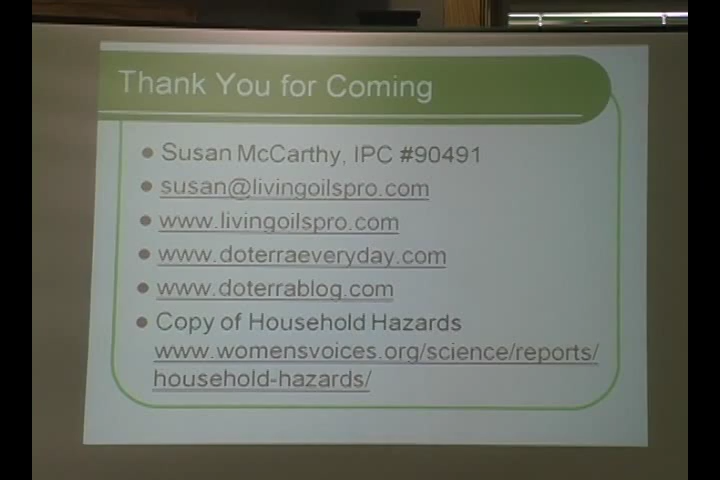 Thank You for Coming
Susan McCarthy, IPC #90491
susan@livingoilspro.com
www.livingoilspro.com
www.doterraeveryday.com
www.doterrablog.com
Copy of Household Hazards
www.womensvoices.org/science/reports/
household-hazards/